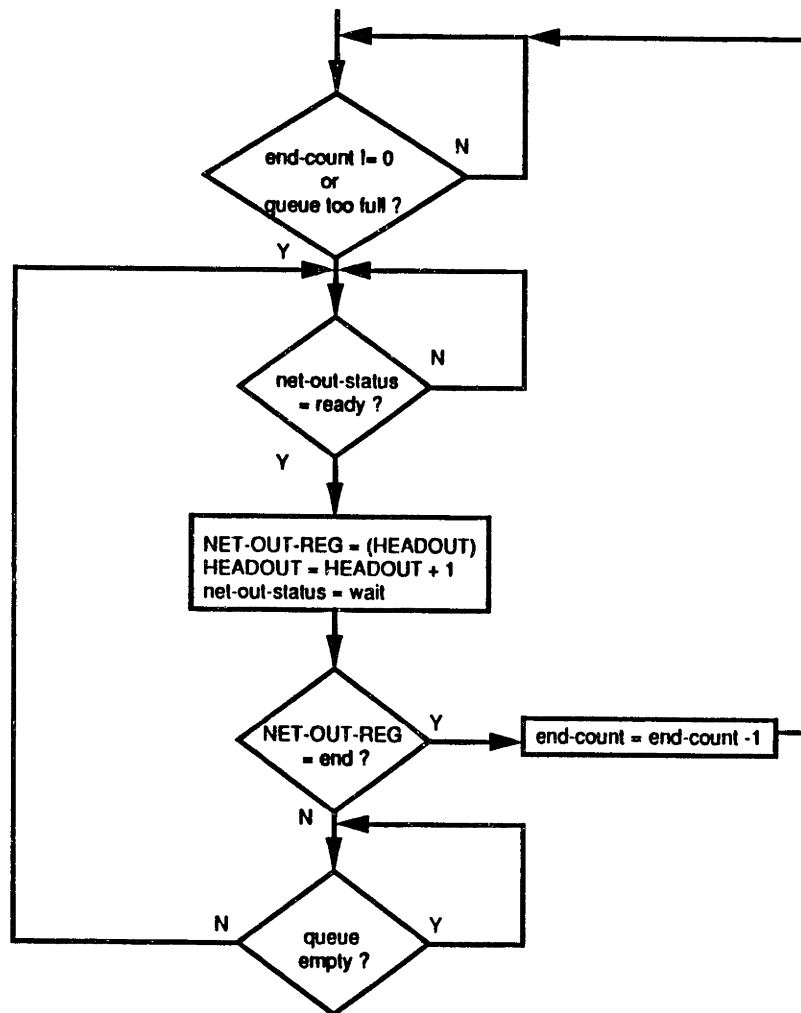 end-count != 0
N
or
queue too full ?
Y
N
net-out-status
= ready ?
Y
NET-OUT-REG = (HEADOUT)
HEADOUT = HEADOUT + 1
net-out-status = wait
Y
NET-OUT-REG
= end ?
end-count = end-count -1
N
N
Y
queue
empty ?